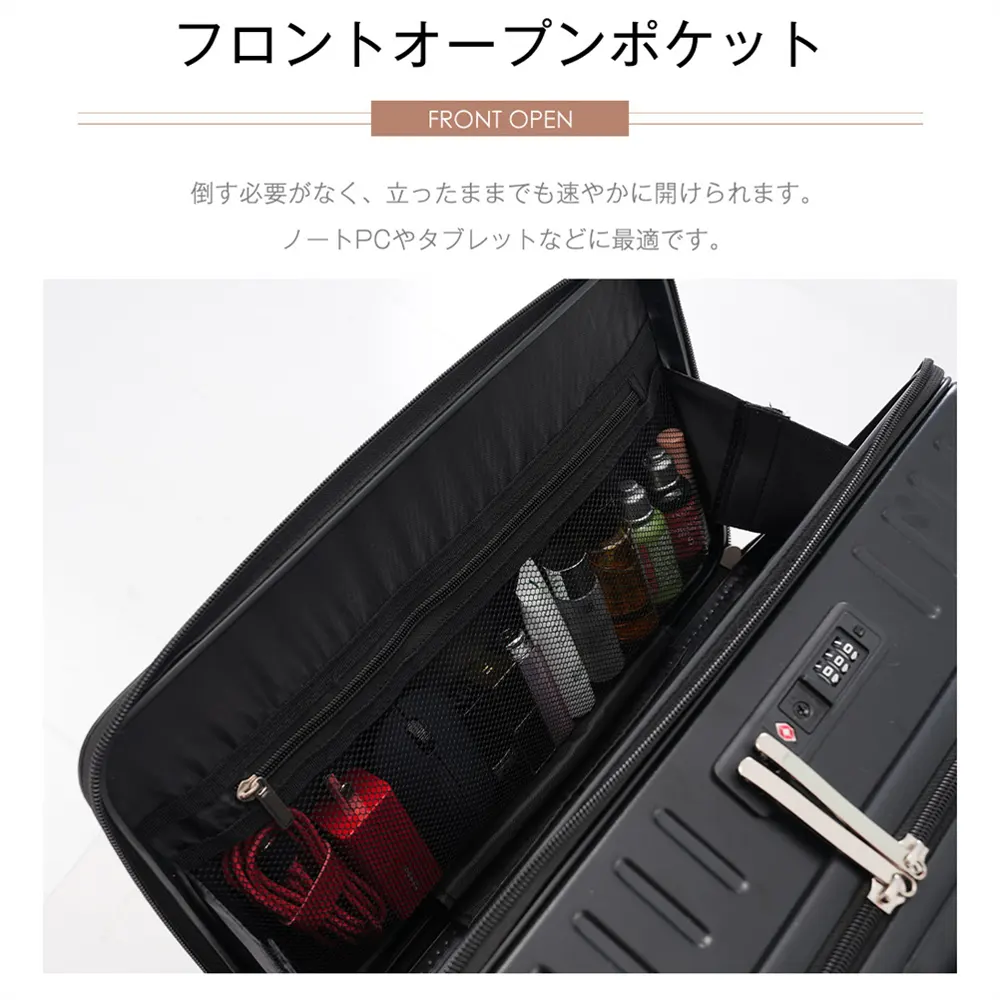 フロントオープンポケット
FRONT OPEN
倒す必要がなく、立ったままでも速やかに開けられます。
ノートPCやタブレットなどに最適です。